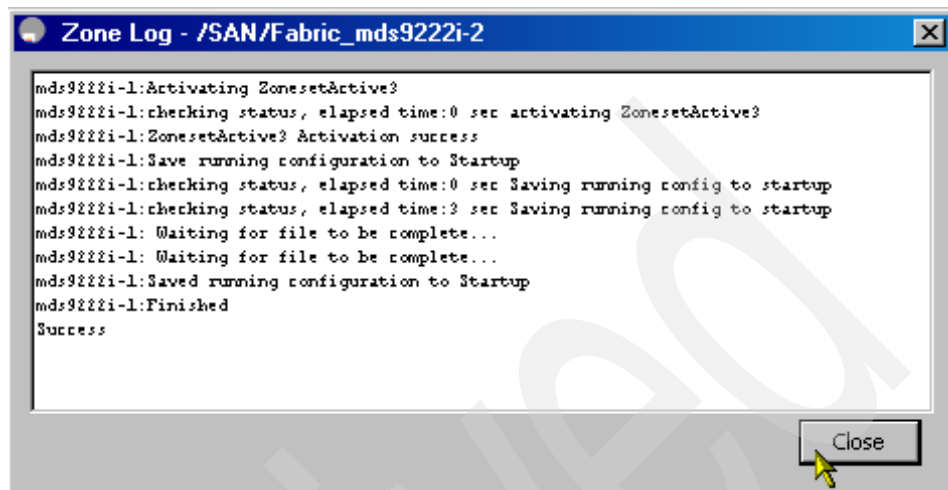 Zone Log - /SAN/Fabric_mds9222i-2
mds9222i-1:Activating ZonesetActive3
mds9222i-1:checking status, elapsed time:0 sec activating ZonesetActive3
mds9222i-1:ZonesetActive3 Activation success
mds9222i-1:Save running configuration to Startup
mds9222i-1:checking status, elapsed time:0 sec Saving running config to startup
mds9222i-1:checking status, elapsed time:3 sec Saving running config to startup
mds9222i-1: Waiting for file to be complete...
mds9222i-1: Waiting for file to be complete...
mds9222i-1:Saved running configuration to Startup
mds9222i-1:Finished
Success
Close